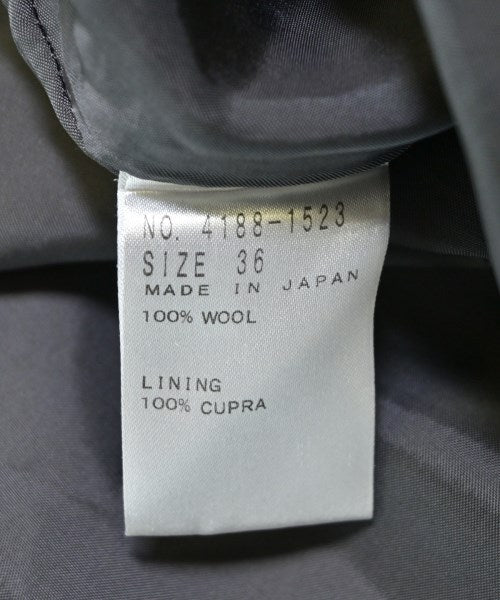 NO. 4188-1523
SIZE 36
MADE IN JAPAN
100% WOOL
LINING
100% CUPRA